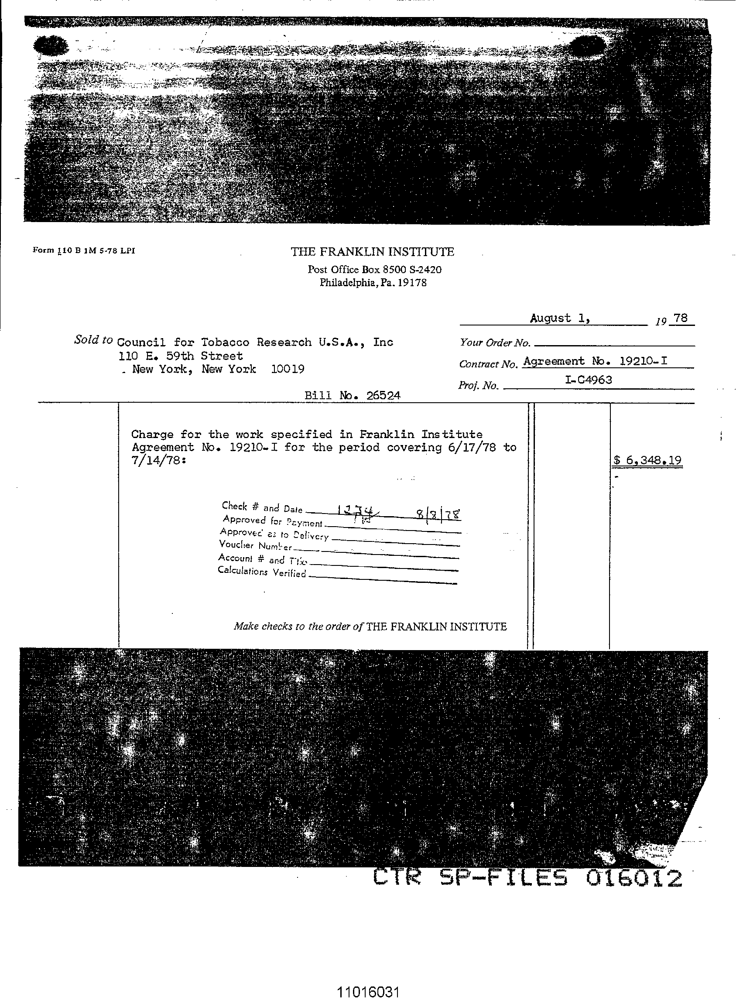 Form 110 B 1M 5-78 LPI
THE FRANKLIN INSTITUTE
Post Office Box 8500 S-2420
Philadelphia, Pa. 19178
August 1, 19 78
Sold to Council for Tobacco Research U.S.A., Inc
110 E. 59th Street
New York, New York 10019
Your Order No.
Contract No. Agreement No. 19210-I
Proj. No. I-C4963
Bill No. 26524
Charge for the work specified in Franklin Institute
Agreement No. 19210-I for the period covering 6/17/78 to
7/14/78: $ 6,348.19
Check # and Date 1234 8/8/78
Approved for Payment
Approved as to Delivery
Voucher Number
Account # and Title
Calculations Verified
Make checks to the order of THE FRANKLIN INSTITUTE
CTR SP-FILES 016012
11016031